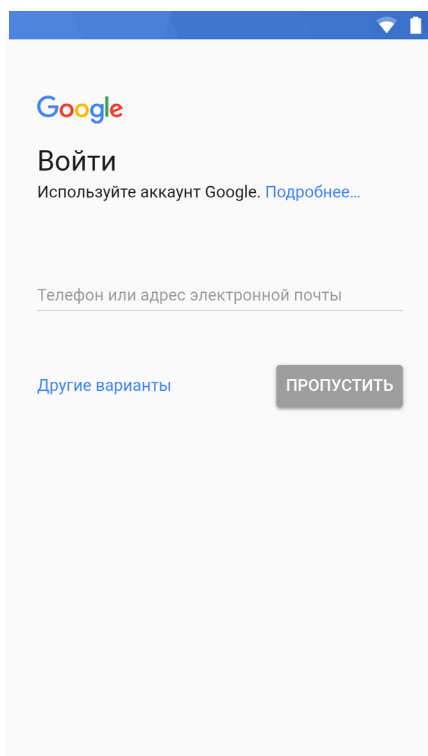 Google
Войти
Используйте аккаунт Google. Подробнее...
Телефон или адрес электронной почты
Другие варианты
ПРОПУСТИТЬ